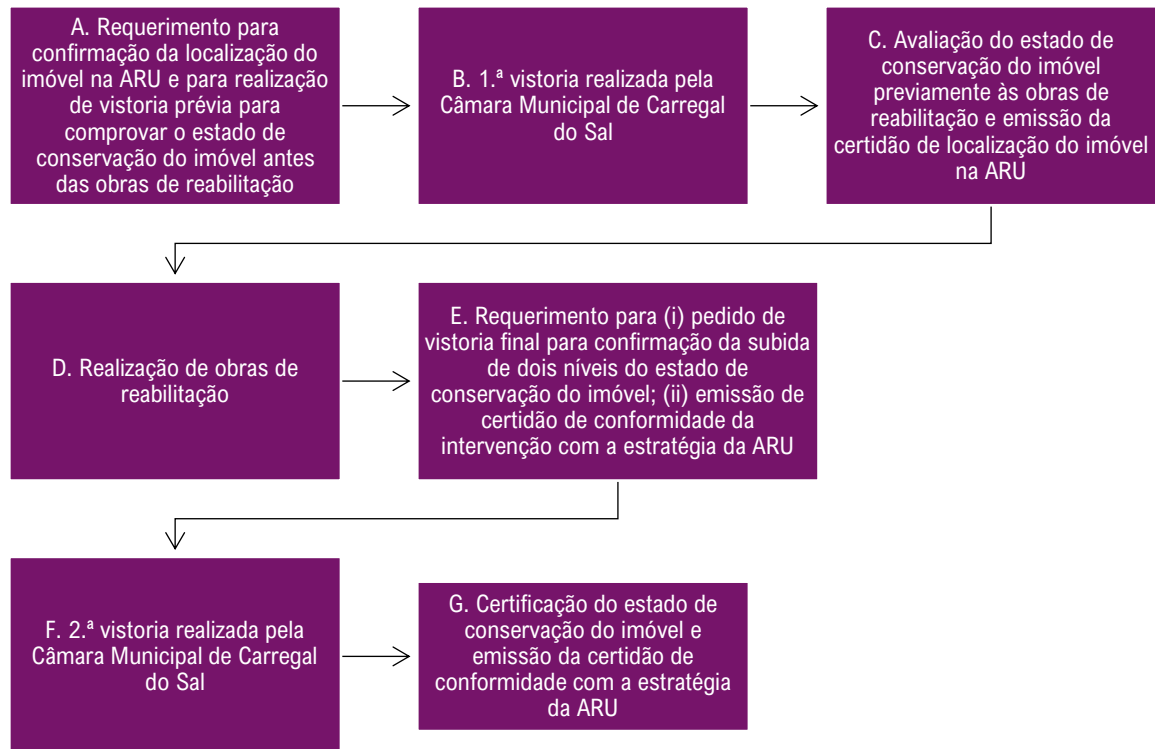 A. Requerimento para
confirmação da localização do
imóvel na ARU e para realização
de vistoria prévia para
comprovar o estado de
conservação do imóvel antes
das obras de reabilitação
B. 1.ª vistoria realizada pela
Câmara Municipal de Carregal
do Sal
C. Avaliação do estado de
conservação do imóvel
previamente às obras de
reabilitação e emissão da
certidão de localização do imóvel
na ARU
D. Realização de obras de
reabilitação
E. Requerimento para (i) pedido de
vistoria final para confirmação da subida
de dois níveis do estado de
conservação do imóvel; (ii) emissão de
certidão de conformidade da
intervenção com a estratégia da ARU
F. 2.ª vistoria realizada pela
Câmara Municipal de Carregal
do Sal
G. Certificação do estado de
conservação do imóvel e
emissão da certidão de
conformidade com a estratégia
da ARU